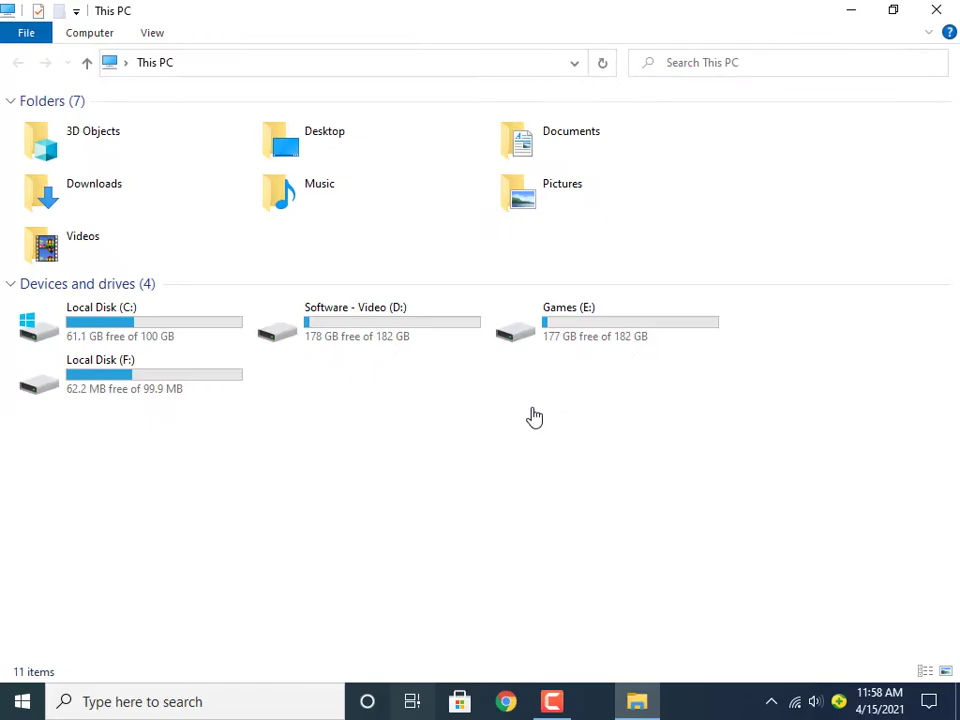 This PC
File Computer View
This PC Search This PC
Folders (7)
3D Objects Desktop Documents
Downloads Music Pictures
Videos
Devices and drives (4)
Local Disk (C:) Software - Video (D:) Games (E:)
61.1 GB free of 100 GB 178 GB free of 182 GB 177 GB free of 182 GB
Local Disk (F:)
62.2 MB free of 99.9 MB
11 items
Type here to search
11:58 AM
4/15/2021